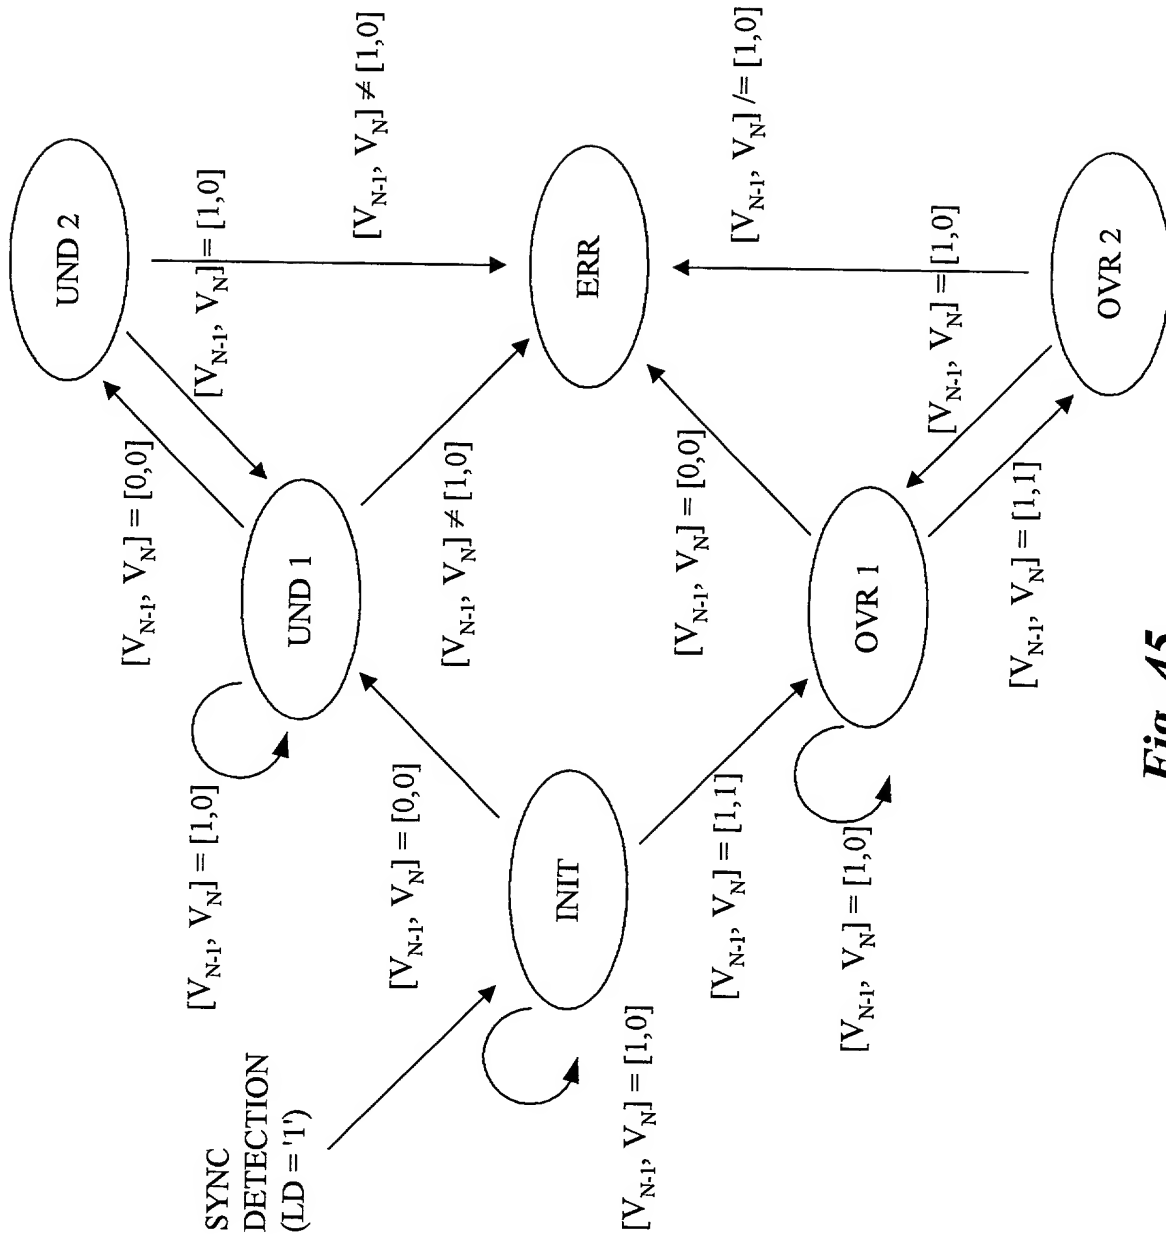 UND 2
[V_{N-1}, V_N] = [0,0]
[V_{N-1}, V_N] = [1,0]
[V_{N-1}, V_N] = [1,0]
SYNC
DETECTION
(LD = '1')
UND 1
[V_{N-1}, V_N] ≠ [1,0]
[V_{N-1}, V_N] = [0,0]
[V_{N-1}, V_N] ≠ [1,0]
INIT
ERR
[V_{N-1}, V_N] = [1,0]
[V_{N-1}, V_N] = [0,0]
[V_{N-1}, V_N] = [1,1]
[V_{N-1}, V_N] /= [1,0]
[V_{N-1}, V_N] = [1,0]
OVR 1
[V_{N-1}, V_N] = [1,0]
[V_{N-1}, V_N] = [1,1]
OVR 2
Fig. 45